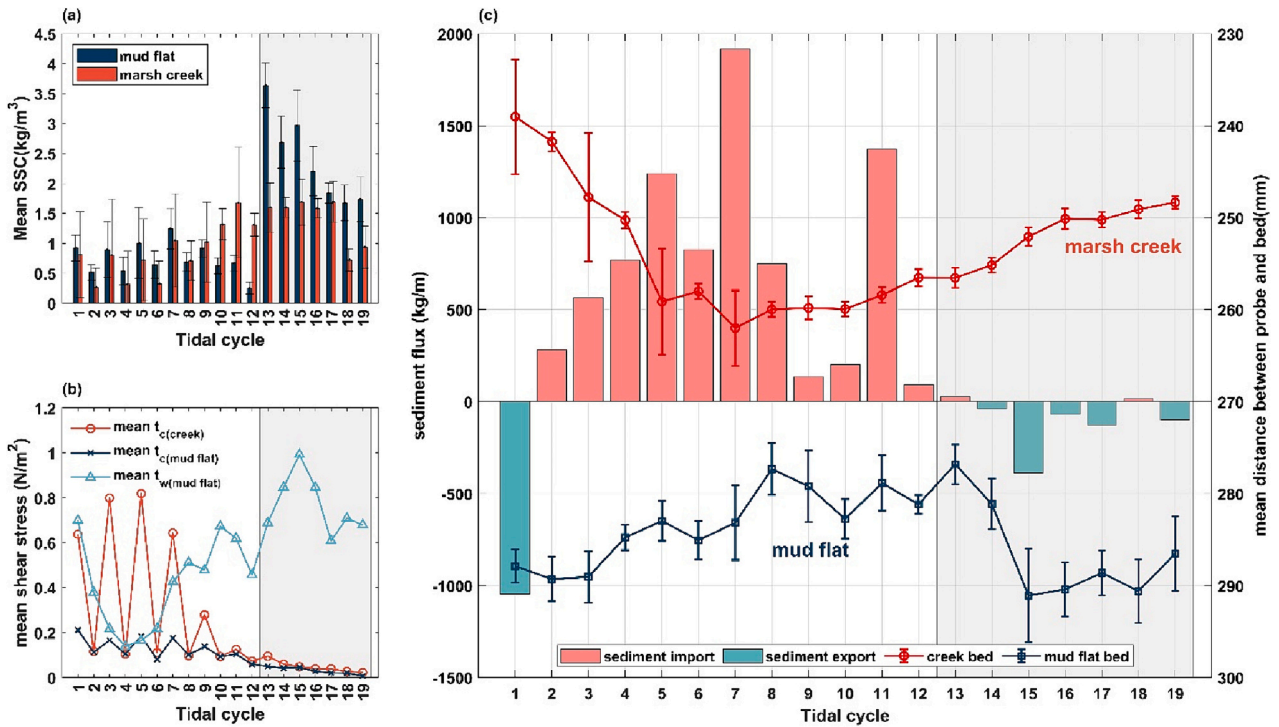 (a)
4.5
4
3.5
3
2.5
2
1.5
1
0.5
0
Mean SSC(kg/m³)
mud flat
marsh creek
1 2 3 4 5 6 7 8 9 10 11 12 13 14 15 16 17 18 19
Tidal cycle
(b)
1.2
1
0.8
0.6
0.4
0.2
0
mean shear stress (N/m²)
mean tc(creek)
mean tc(mud flat)
mean tw(mud flat)
1 2 3 4 5 6 7 8 9 10 11 12 13 14 15 16 17 18 19
Tidal cycle
(c)
2000
1500
1000
500
0
-500
-1000
-1500
sediment flux (kg/m)
marsh creek
mud flat
sediment import sediment export creek bed mud flat bed
230
240
250
260
270
280
290
300
mean distance between probe and bed(mm)
1 2 3 4 5 6 7 8 9 10 11 12 13 14 15 16 17 18 19
Tidal cycle